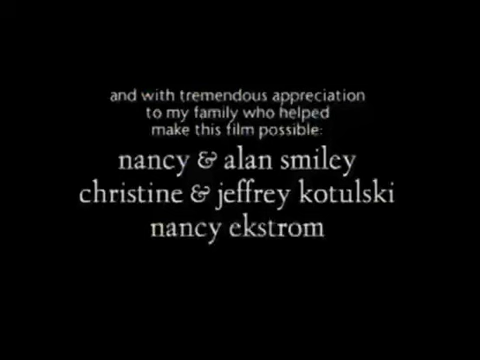 and with tremendous appreciation
to my family who helped
make this film possible:
nancy & alan smiley
christine & jeffrey kotulski
nancy ekstrom